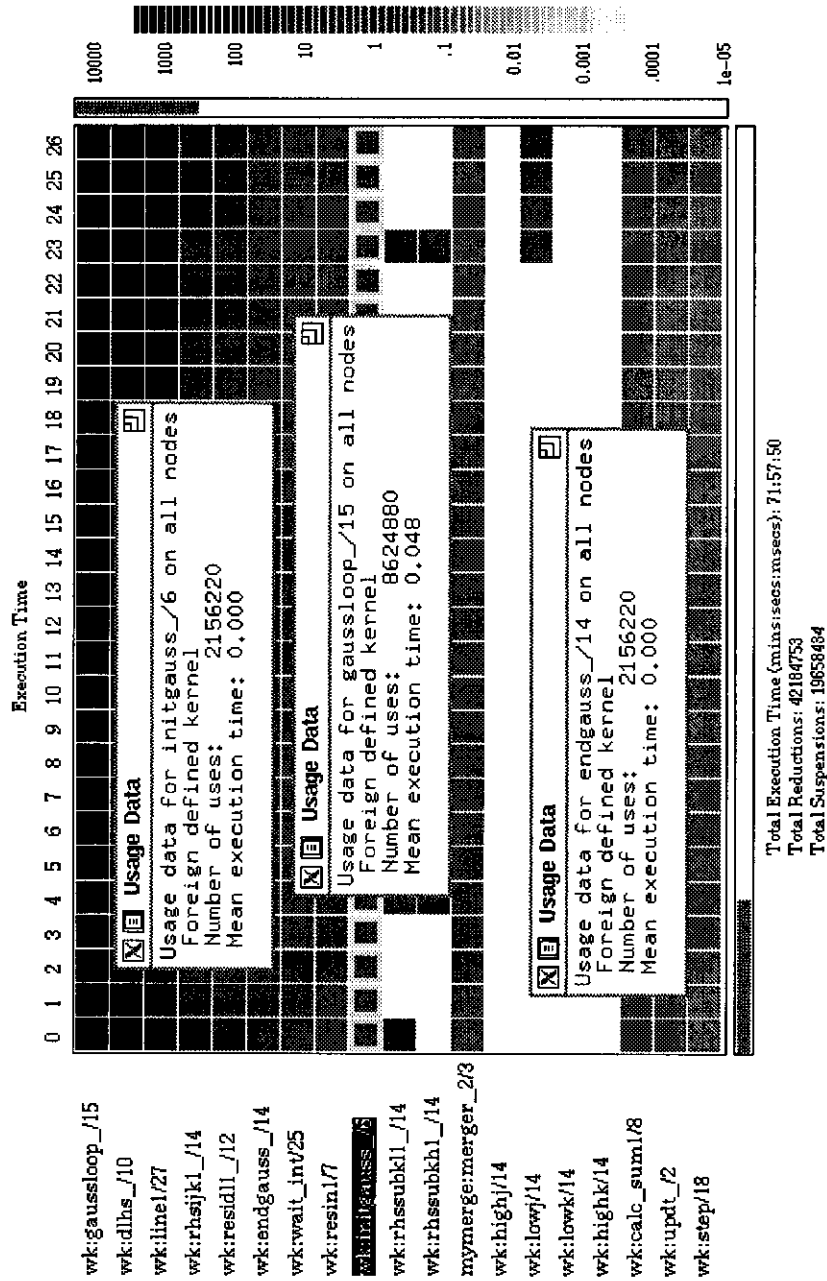 Execution Time
0 1 2 3 4 5 6 7 8 9 10 11 12 13 14 15 16 17 18 19 20 21 22 23 24 25 26
wk:gaussloop_/15
wk:dlhs_/10
wk:line1/27
wk:rhsijk1_/14
wk:resid11_/12
wk:endgauss_/14
wk:wait_int/25
wk:resin1/7
wk:initgauss_/6
wk:rhssubkl1_/14
wk:rhssubkh1_/14
mymerge:merger_2/3
wk:highj/14
wk:lowj/14
wk:lowk/14
wk:highk/14
wk:calc_sum1/8
wk:updt_/2
wk:step/18
Usage Data
Usage data for initgauss_/6 on all nodes
Foreign defined kernel
Number of uses: 2156220
Mean execution time: 0.000
Usage Data
Usage data for gaussloop_/15 on all nodes
Foreign defined kernel
Number of uses: 8624880
Mean execution time: 0.048
Usage Data
Usage data for endgauss_/14 on all nodes
Foreign defined kernel
Number of uses: 2156220
Mean execution time: 0.000
10000
1000
100
10
1
.1
0.01
0.001
.0001
1e-05
Total Execution Time (mins:secs:msecs): 71:57:50
Total Reductions: 42184753
Total Suspensions: 19658434